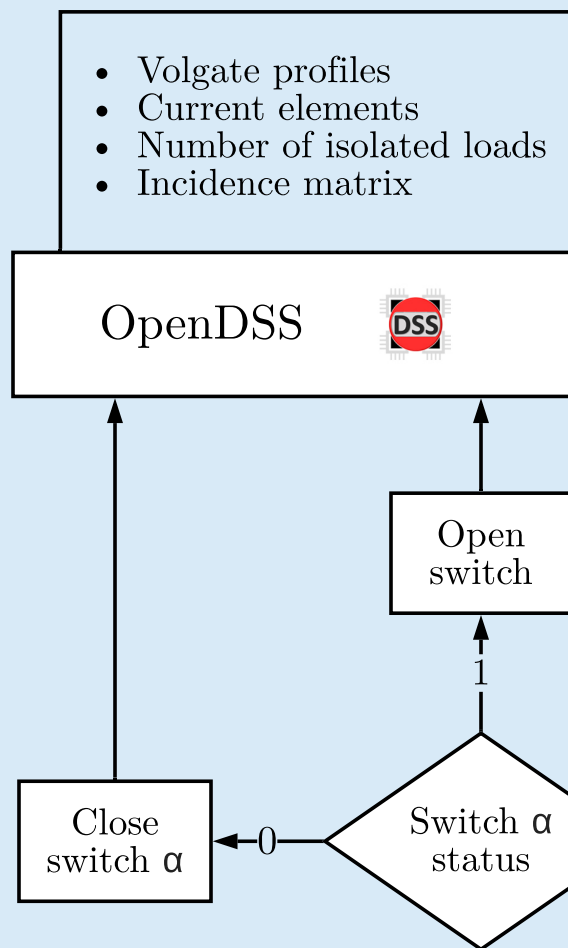 • Volgate profiles
• Current elements
• Number of isolated loads
• Incidence matrix
OpenDSS
DSS
Open
switch
1
Switch α
status
0
Close
switch α